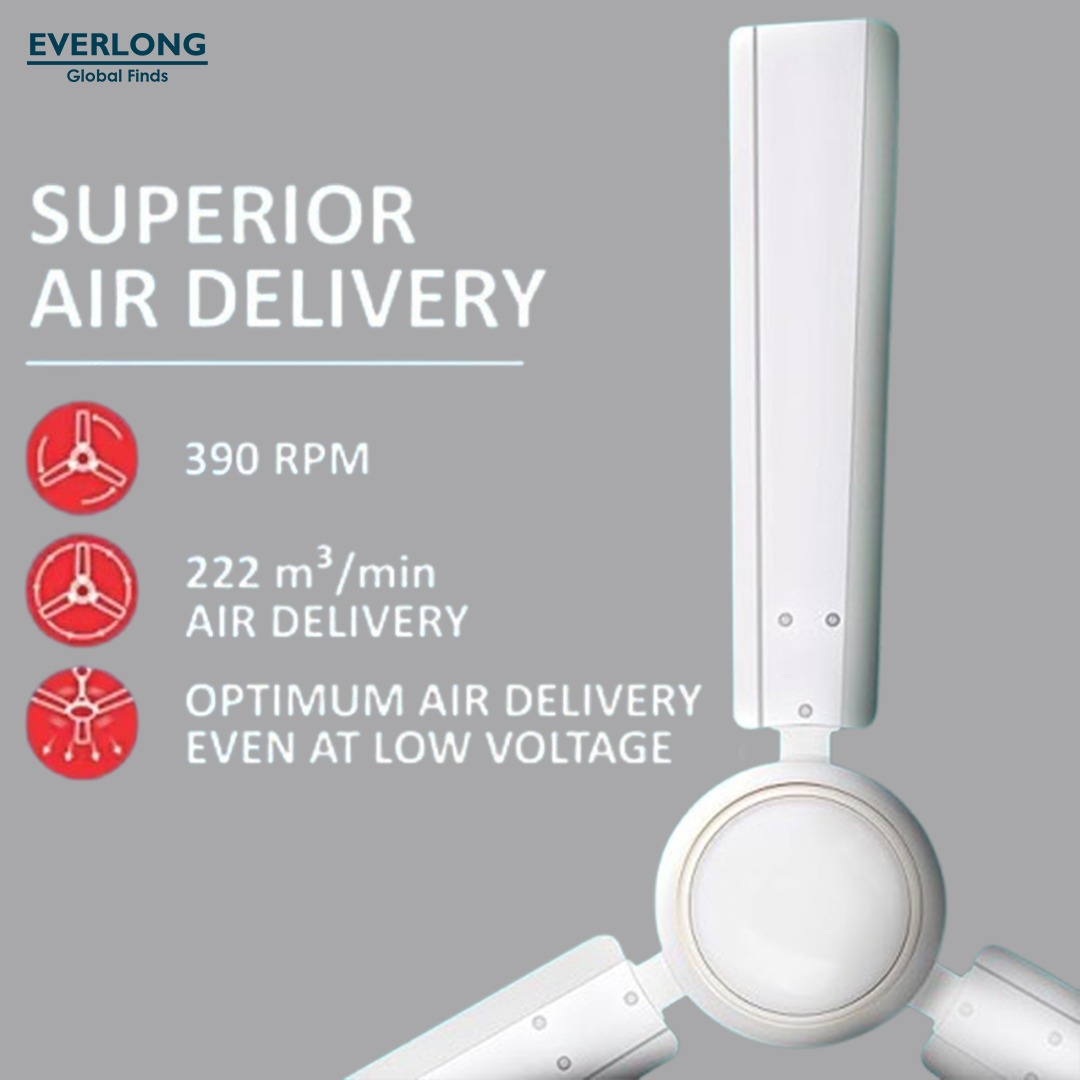 EVERLONG
Global Finds
SUPERIOR
AIR DELIVERY
390 RPM
222 m³/min
AIR DELIVERY
OPTIMUM AIR DELIVERY
EVEN AT LOW VOLTAGE